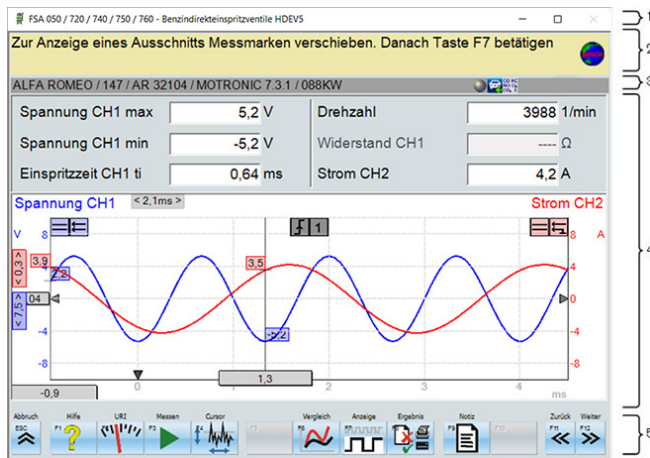 FSA 050 / 720 / 740 / 750 / 760 - Benzindirekteinspritzventile HDEV5
1
Zur Anzeige eines Ausschnitts Messmarken verschieben. Danach Taste F7 betätigen
2
ALFA ROMEO / 147 / AR 32104 / MOTRONIC 7.3.1 / 088KW
3
Spannung CH1 max 5,2 V Drehzahl 3988 1/min
Spannung CH1 min -5,2 V Widerstand CH1 ---- Ω
Einspritzzeit CH1 ti 0,64 ms Strom CH2 4,2 A
Spannung CH1 < 2,1ms > Strom CH2
V 8 1 8 A
< 0,3 > 3,9 4 3,5 4
2,2
< 7,5 > 04 0 0
4
-4 -5,2 -4
-8 -8
-0,9 0 1,3 2 3 4 ms
Abbruch Hilfe URI Messen Cursor Vergleich Anzeige Ergebnis Notiz Zurück Weiter
ESC F1 F3 F4 F5 F6 F7 F9 F10 F11 F12
5